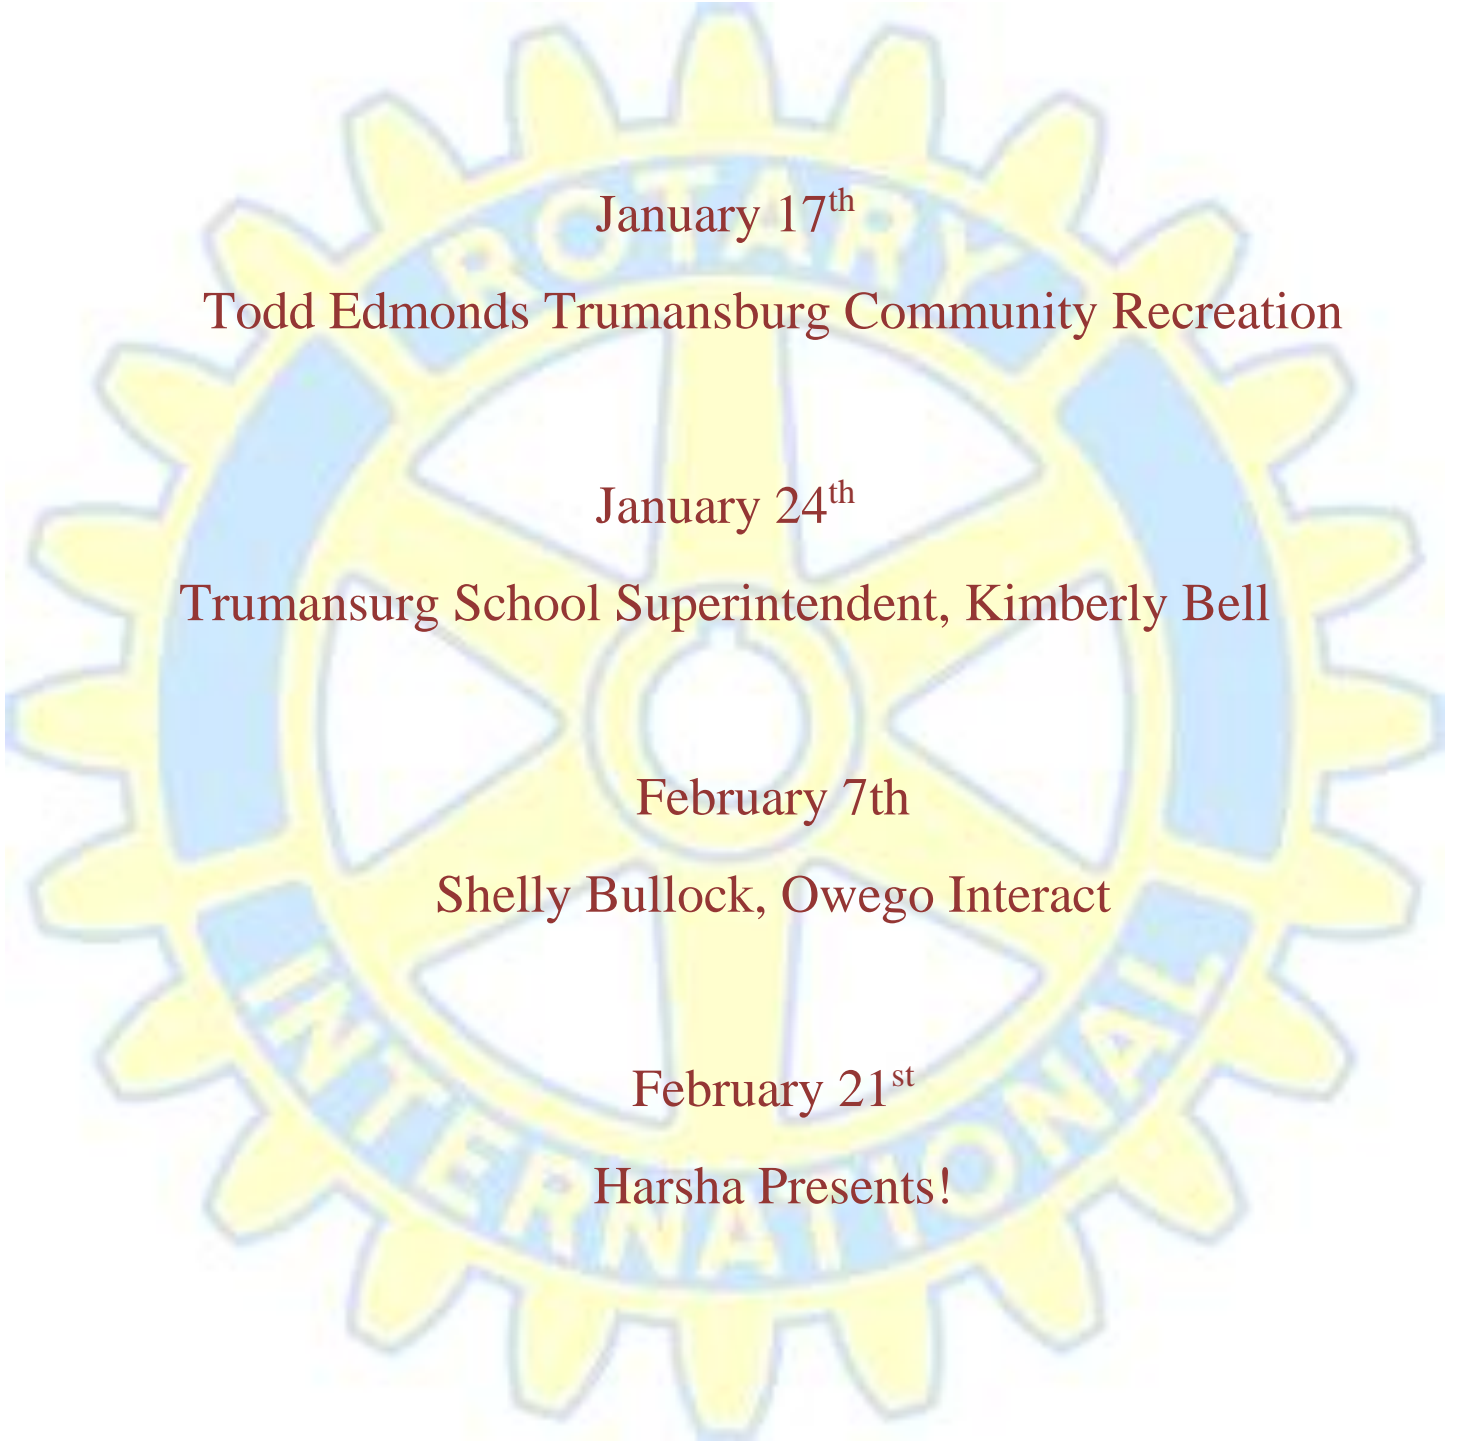 ROTARY
January 17th
Todd Edmonds Trumansburg Community Recreation
January 24th
Trumansurg School Superintendent, Kimberly Bell
February 7th
Shelly Bullock, Owego Interact
February 21st
Harsha Presents!
INTERNATIONAL